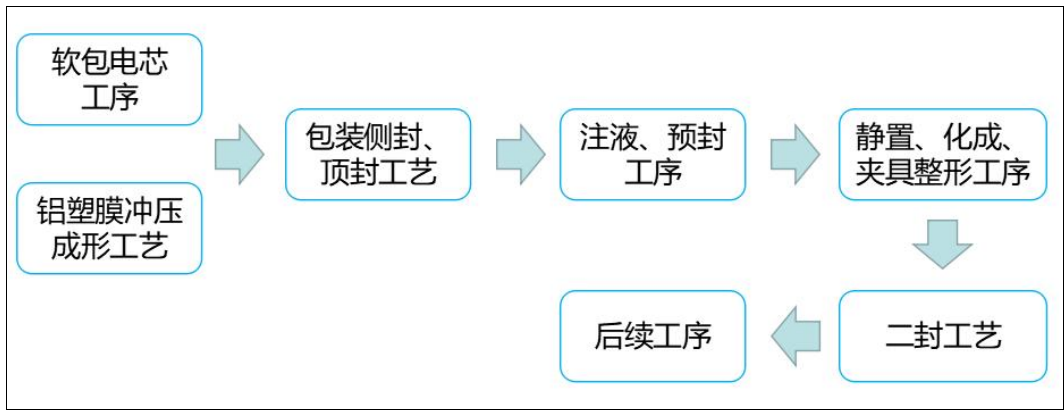 软包电芯
工序
铝塑膜冲压
成形工艺
包装侧封、
顶封工艺
注液、预封
工序
静置、化成、
夹具整形工序
二封工艺
后续工序